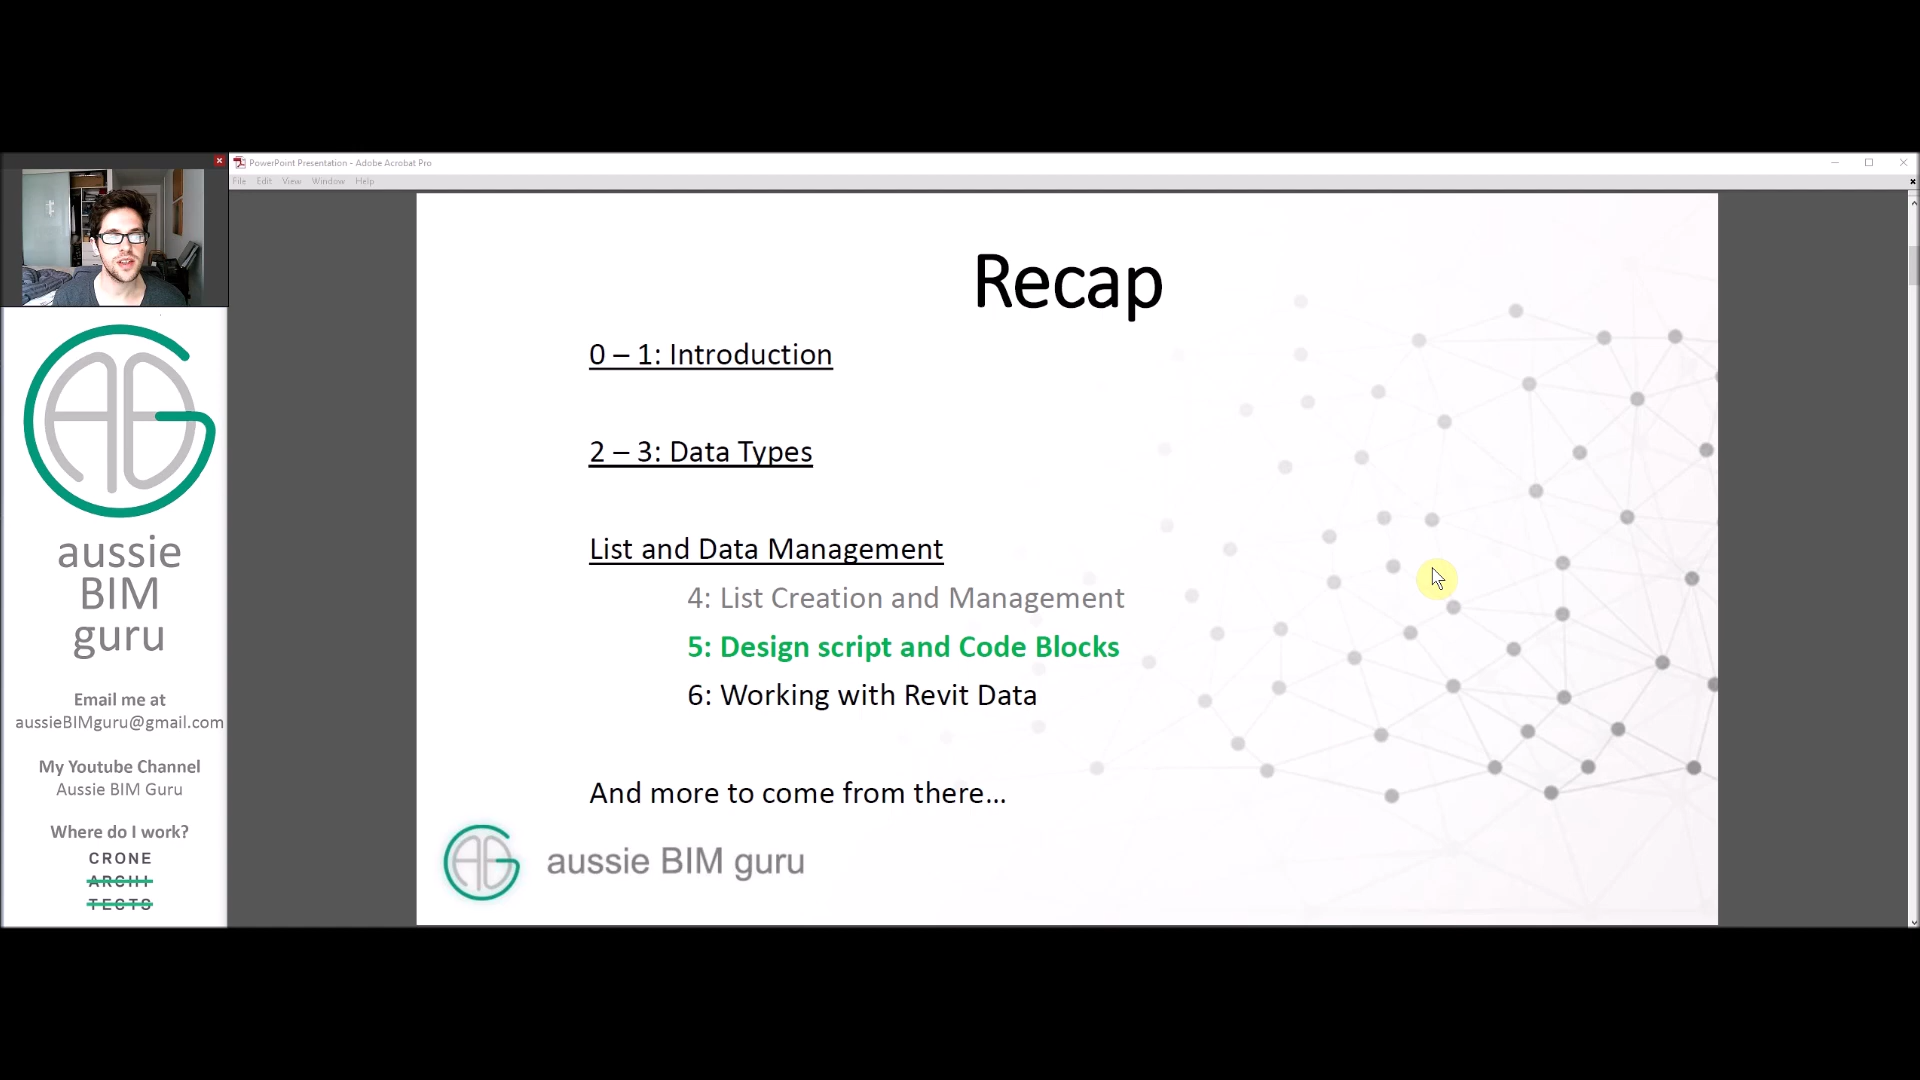 PowerPoint Presentation - Adobe Acrobat Pro
File Edit View Window Help
Recap
0 – 1: Introduction
2 – 3: Data Types
List and Data Management
4: List Creation and Management
5: Design script and Code Blocks
6: Working with Revit Data
And more to come from there...
aussie BIM guru
aussie
BIM
guru
Email me at
aussieBIMguru@gmail.com
My Youtube Channel
Aussie BIM Guru
Where do I work?
CRONE
ARCHI
TECTS